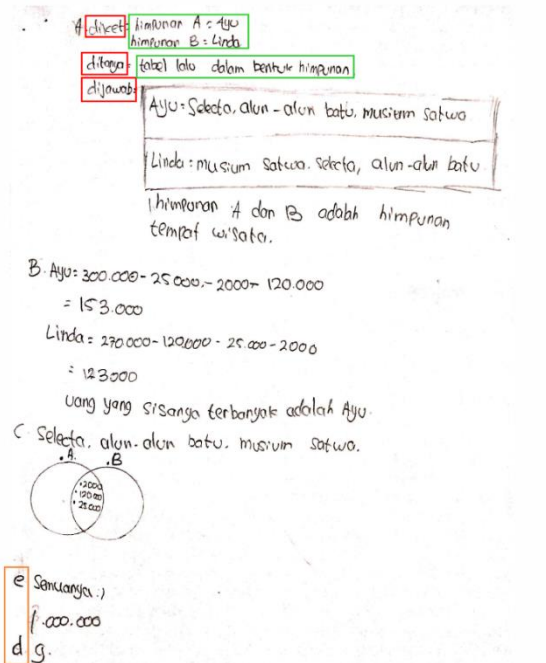 A. diket: himpunan A : Ayu
himpunan B : Linda
ditanya: tabel lalu dalam bentuk himpunan
dijawab:
Ayu : Selecta, alun-alun batu, musium satwa
Linda : musium satwa, selecta, alun-alun batu
himpunan A dan B adalah himpunan
tempat wisata.
B. Ayu : 300.000 - 25.000,- 2000 - 120.000
= 153.000
Linda = 270.000 - 120.000 - 25.000 - 2000
= 123000
Uang yang sisanya terbanyak adalah Ayu.
C. Selecta, alun-alun batu, musium satwa.
.A. .B
.2000
.120.000
.25.000
e Semuanya :)
1.000.000
d g.